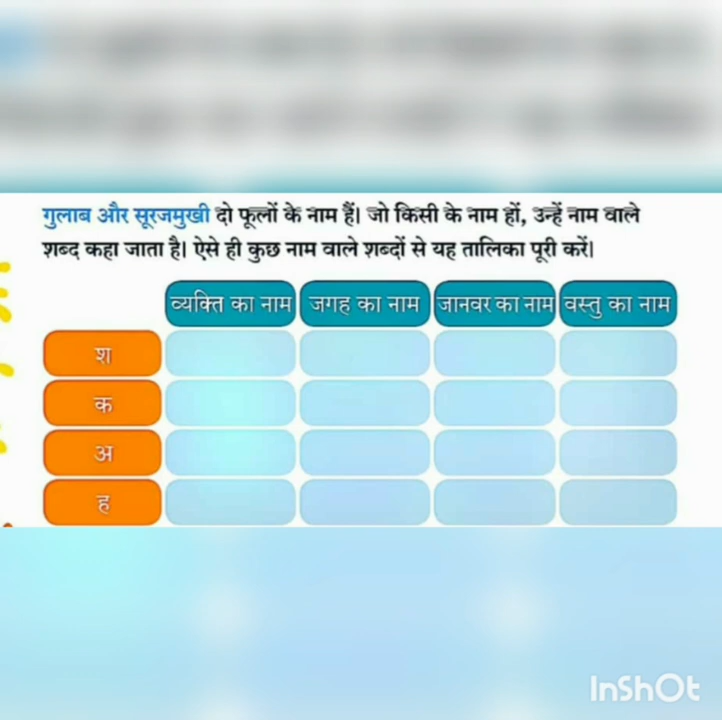 गुलाब और सूरजमुखी दो फूलों के नाम हैं। जो किसी के नाम हों, उन्हें नाम वाले
शब्द कहा जाता है। ऐसे ही कुछ नाम वाले शब्दों से यह तालिका पूरी करें।
व्यक्ति का नाम जगह का नाम जानवर का नाम वस्तु का नाम
श
क
अ
ह
InShOt